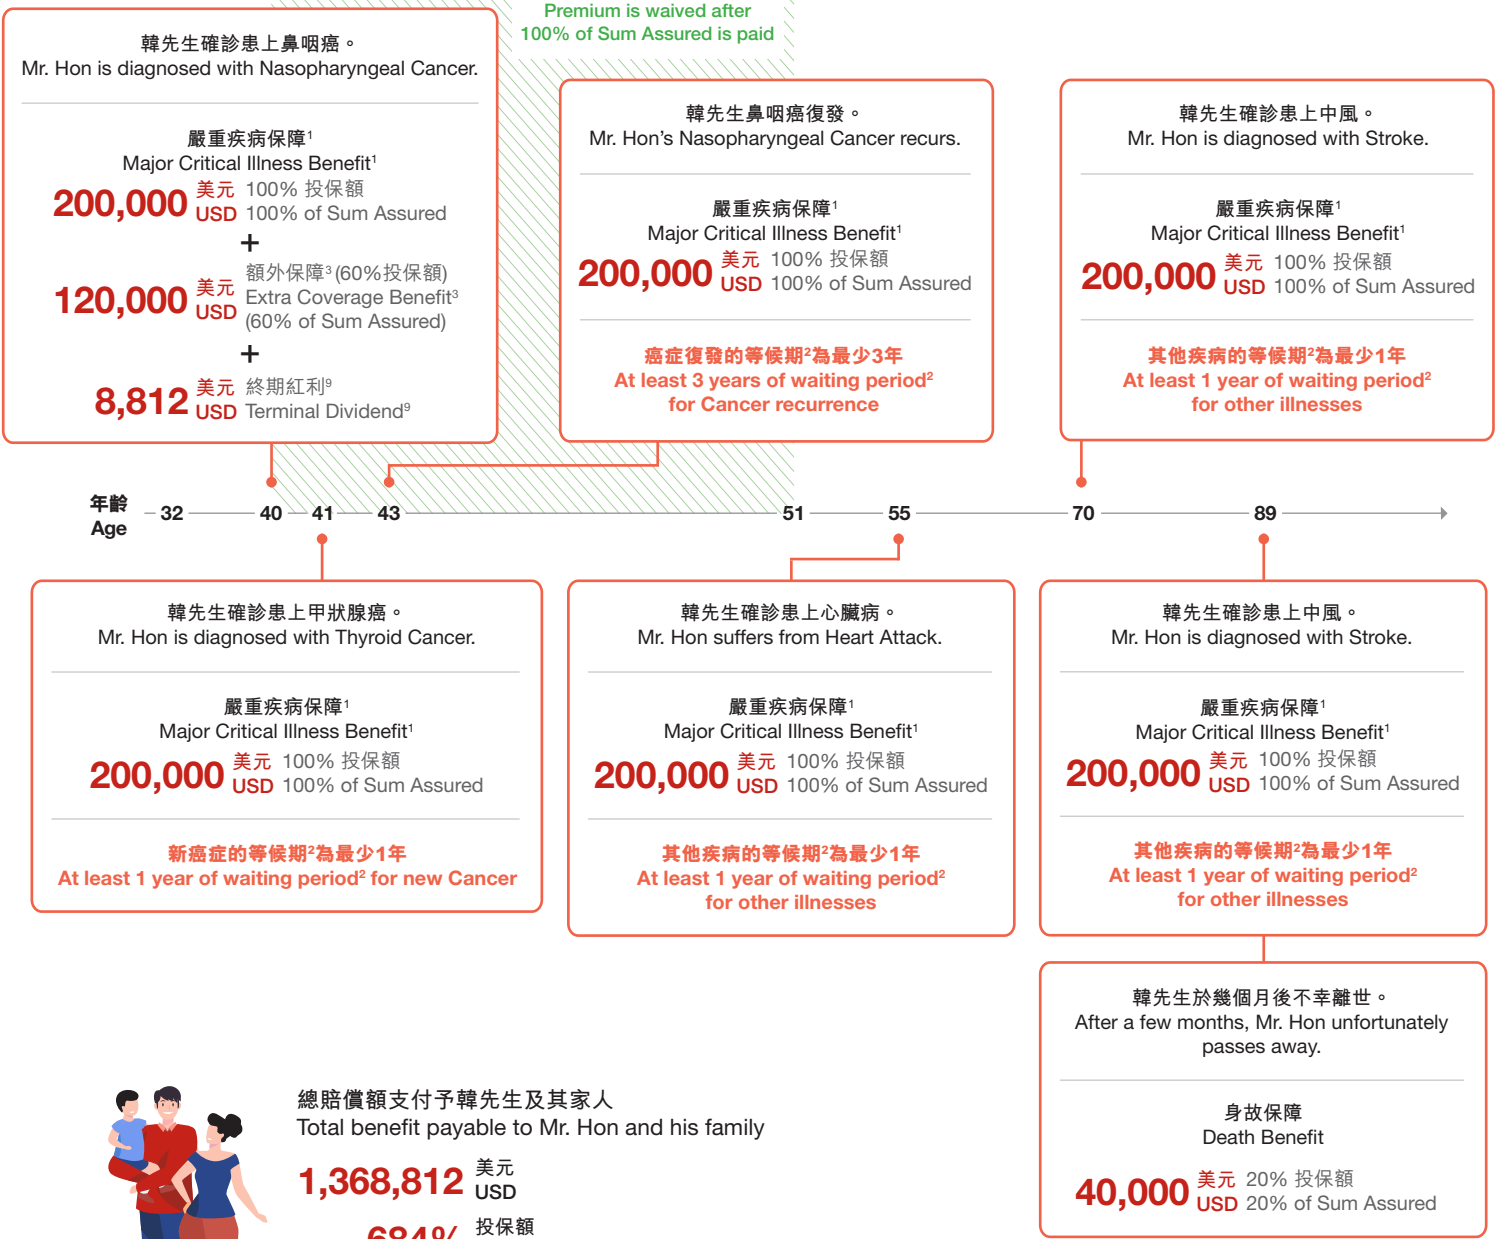 Premium is waived after
100% of Sum Assured is paid
韓先生確診患上鼻咽癌。
Mr. Hon is diagnosed with Nasopharyngeal Cancer.
嚴重疾病保障¹
Major Critical Illness Benefit¹
200,000 美元 USD 100% 投保額
100% of Sum Assured
+
120,000 美元 USD 額外保障³ (60%投保額)
Extra Coverage Benefit³
(60% of Sum Assured)
+
8,812 美元 USD 終期紅利⁹
Terminal Dividend⁹
韓先生鼻咽癌復發。
Mr. Hon's Nasopharyngeal Cancer recurs.
嚴重疾病保障¹
Major Critical Illness Benefit¹
200,000 美元 USD 100% 投保額
100% of Sum Assured
癌症復發的等候期²為最少3年
At least 3 years of waiting period²
for Cancer recurrence
韓先生確診患上中風。
Mr. Hon is diagnosed with Stroke.
嚴重疾病保障¹
Major Critical Illness Benefit¹
200,000 美元 USD 100% 投保額
100% of Sum Assured
其他疾病的等候期²為最少1年
At least 1 year of waiting period²
for other illnesses
年齡
Age
32 40 41 43 51 55 70 89
韓先生確診患上甲狀腺癌。
Mr. Hon is diagnosed with Thyroid Cancer.
嚴重疾病保障¹
Major Critical Illness Benefit¹
200,000 美元 USD 100% 投保額
100% of Sum Assured
新癌症的等候期²為最少1年
At least 1 year of waiting period² for new Cancer
韓先生確診患上心臟病。
Mr. Hon suffers from Heart Attack.
嚴重疾病保障¹
Major Critical Illness Benefit¹
200,000 美元 USD 100% 投保額
100% of Sum Assured
其他疾病的等候期²為最少1年
At least 1 year of waiting period²
for other illnesses
韓先生確診患上中風。
Mr. Hon is diagnosed with Stroke.
嚴重疾病保障¹
Major Critical Illness Benefit¹
200,000 美元 USD 100% 投保額
100% of Sum Assured
其他疾病的等候期²為最少1年
At least 1 year of waiting period²
for other illnesses
韓先生於幾個月後不幸離世。
After a few months, Mr. Hon unfortunately
passes away.
身故保障
Death Benefit
40,000 美元 USD 20% 投保額
20% of Sum Assured
總賠償額支付予韓先生及其家人
Total benefit payable to Mr. Hon and his family
1,368,812 美元
USD
684% 投保額